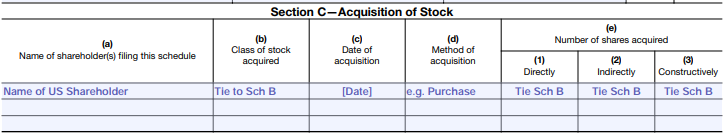 Section C—Acquisition of Stock
(a)
Name of shareholder(s) filing this schedule
(b)
Class of stock
acquired
(c)
Date of
acquisition
(d)
Method of
acquisition
(e)
Number of shares acquired
(1)
Directly
(2)
Indirectly
(3)
Constructively
Name of US Shareholder Tie to Sch B [Date] e.g. Purchase Tie Sch B Tie Sch B Tie Sch B